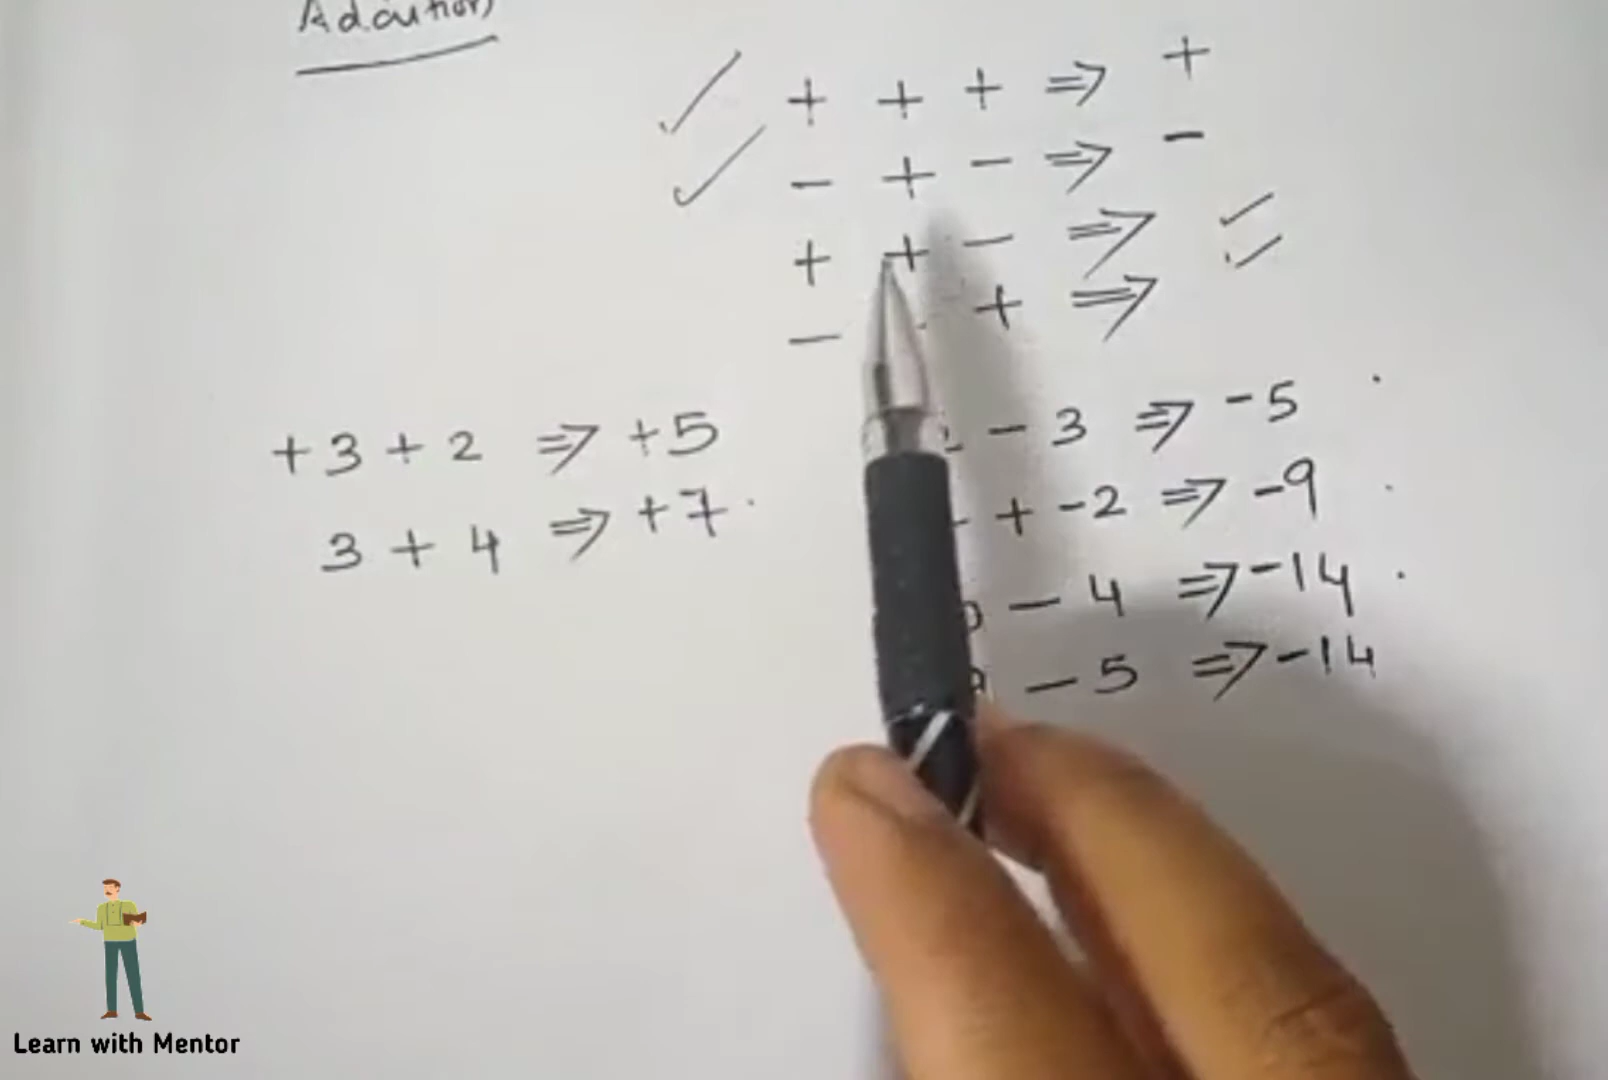 Addition
+ + + ⇒ +
- + - ⇒ -
+ + - ⇒
- + ⇒
+3 + 2 ⇒ +5
3 + 4 ⇒ +7
- 3 ⇒ -5
+ -2 ⇒ -9
- 4 ⇒ -14
- 5 ⇒ -14
Learn with Mentor